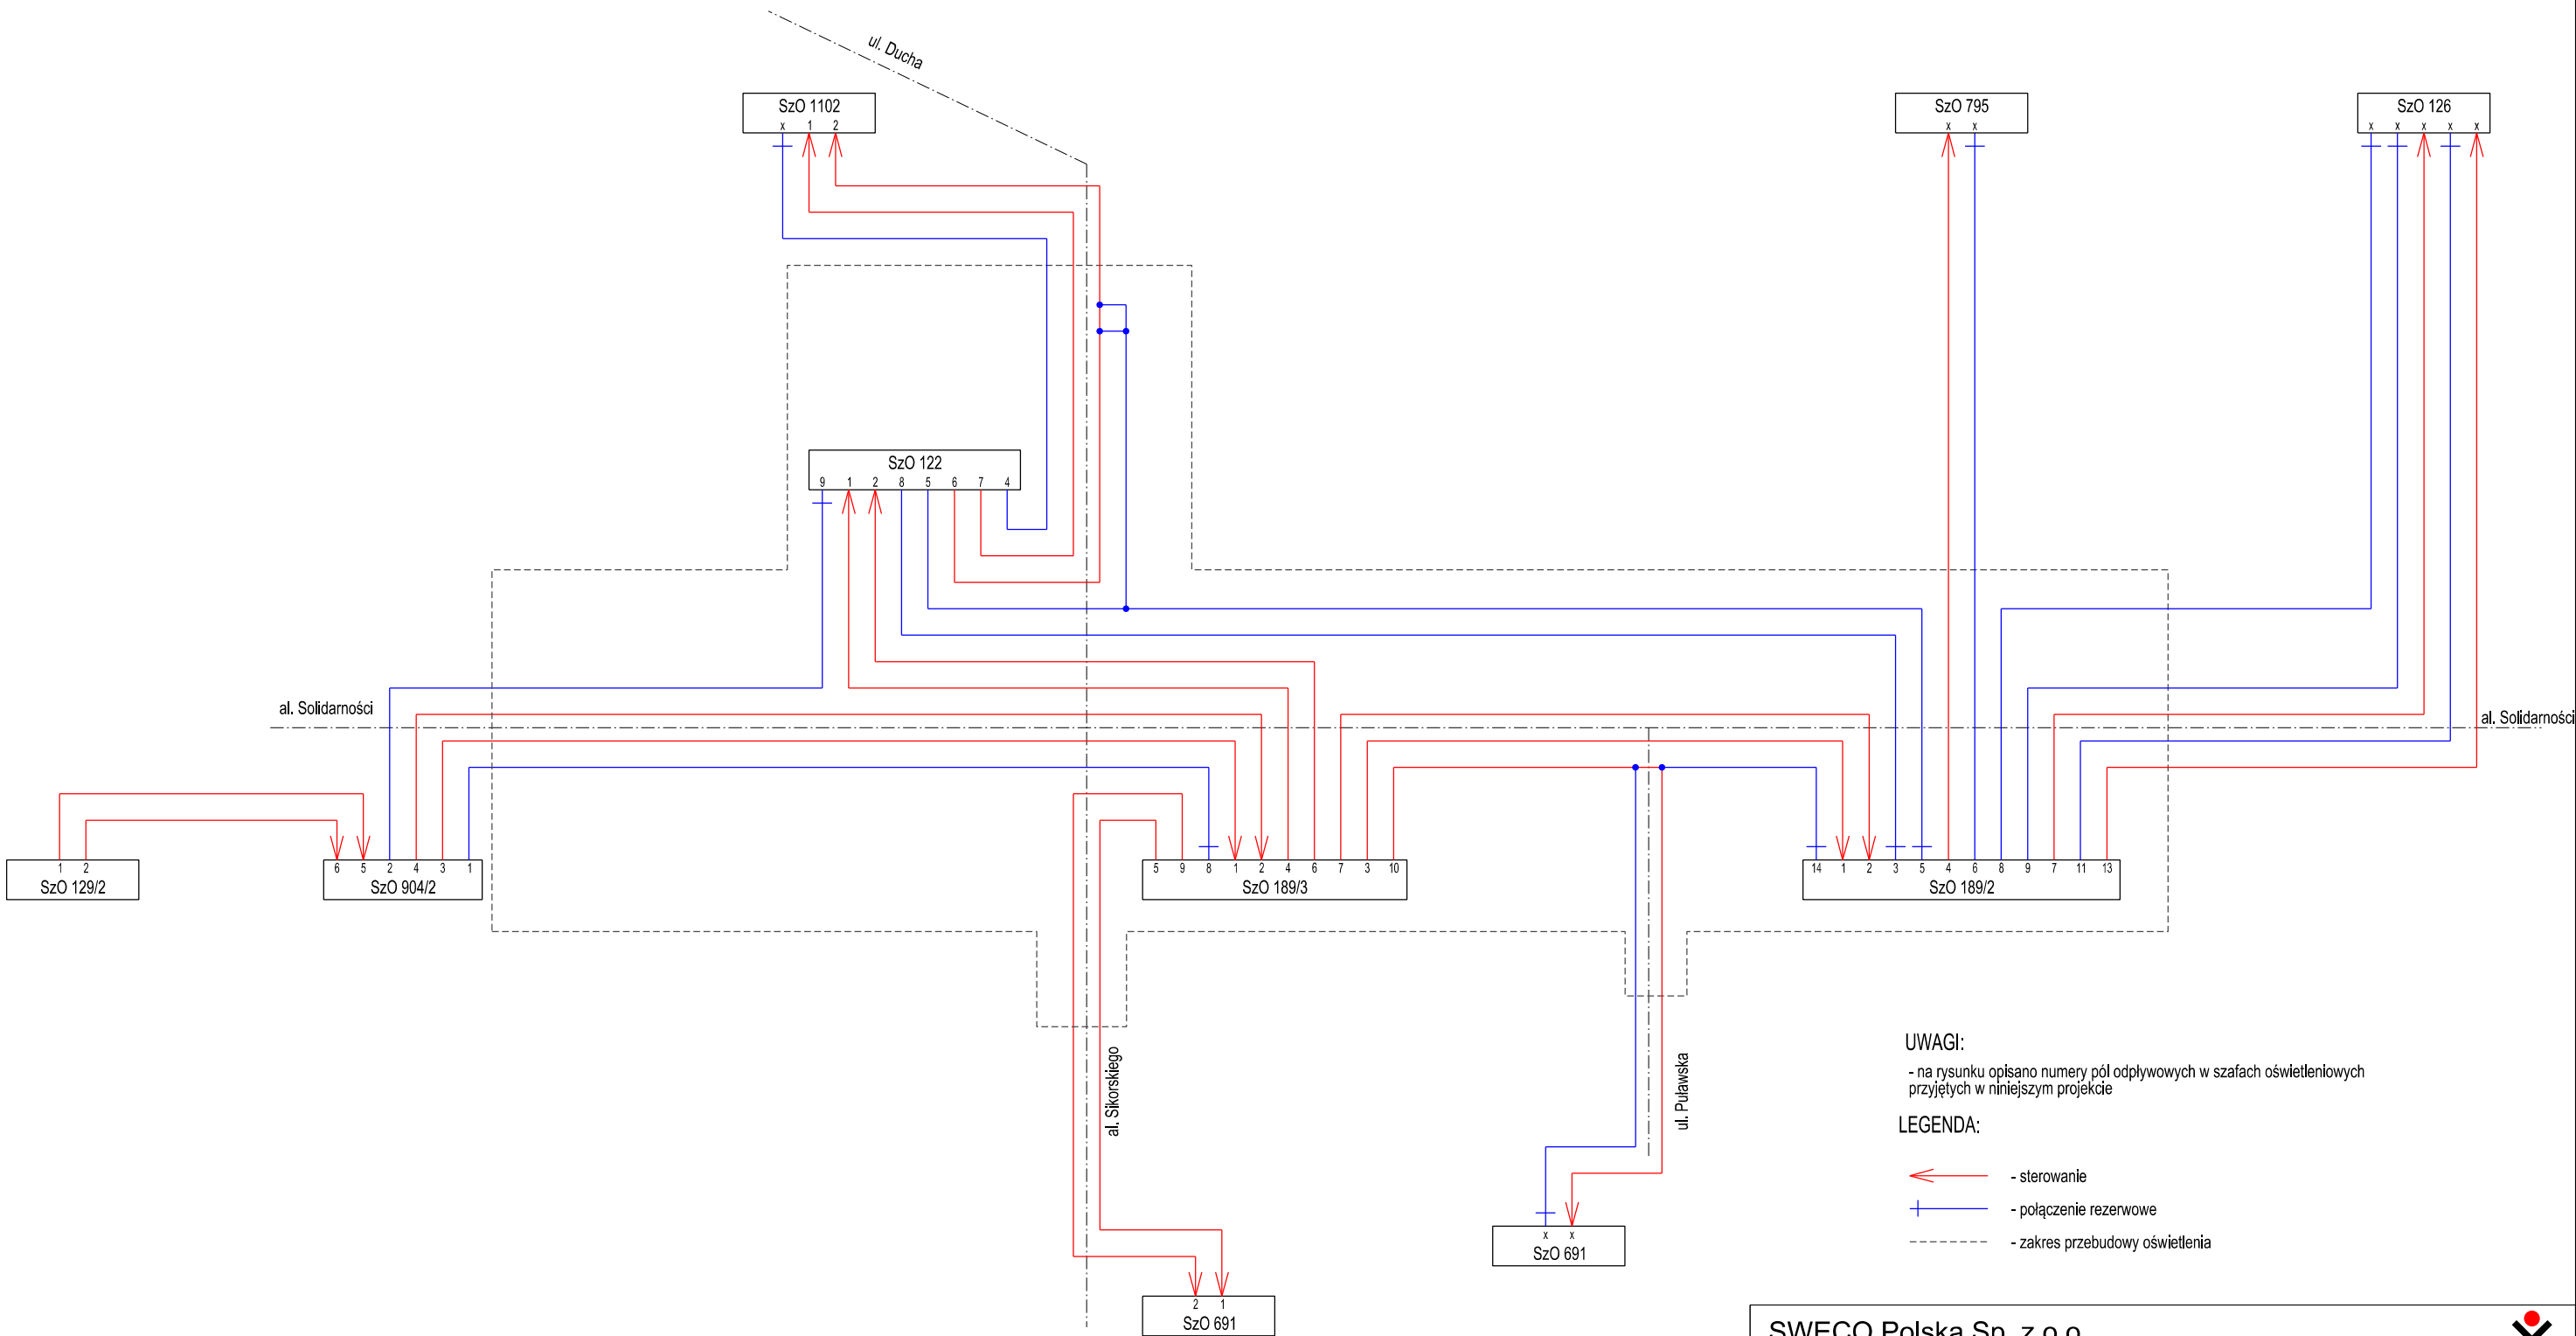 ul. Ducha
SzO 1102
x 1 2
SzO 795
x x
SzO 126
x x x x x
SzO 122
9 1 2 8 5 6 7 4
al. Solidarności
al. Solidarności
1 2
SzO 129/2
6 5 2 4 3 1
SzO 904/2
5 9 8 1 2 4 6 7 3 10
SzO 189/3
14 1 2 3 5 4 6 8 9 7 11 13
SzO 189/2
al. Sikorskiego
ul. Puławska
x x
SzO 691
2 1
SzO 691
UWAGI:
- na rysunku opisano numery pól odpływowych w szafach oświetleniowych
przyjętych w niniejszym projekcie
LEGENDA:
- sterowanie
- połączenie rezerwowe
- zakres przebudowy oświetlenia
SWECO Polska Sp. z o.o.